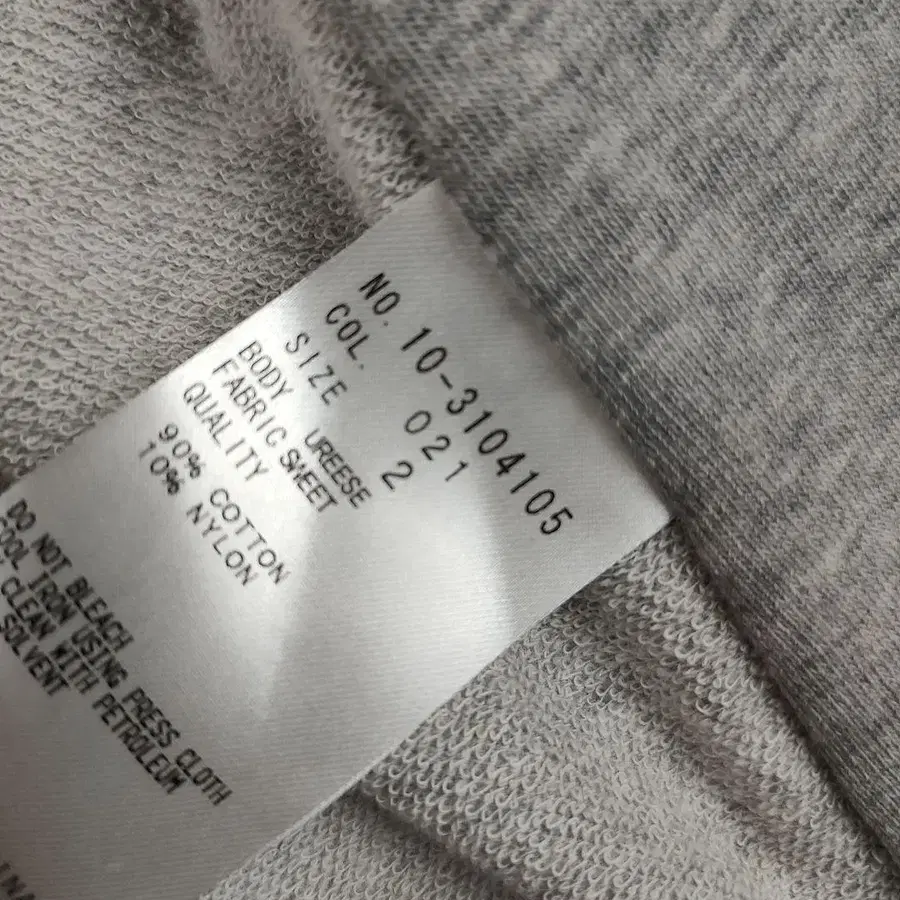 NO. 10-3104105
COL. 021
SIZE 2
BODY UREESE
FABRIC SWEET
QUALITY
90% COTTON
10% NYLON
DO NOT BLEACH
COOL IRON USING PRESS CLOTH
CLEAN WITH PETROLEUM
SOLVENT